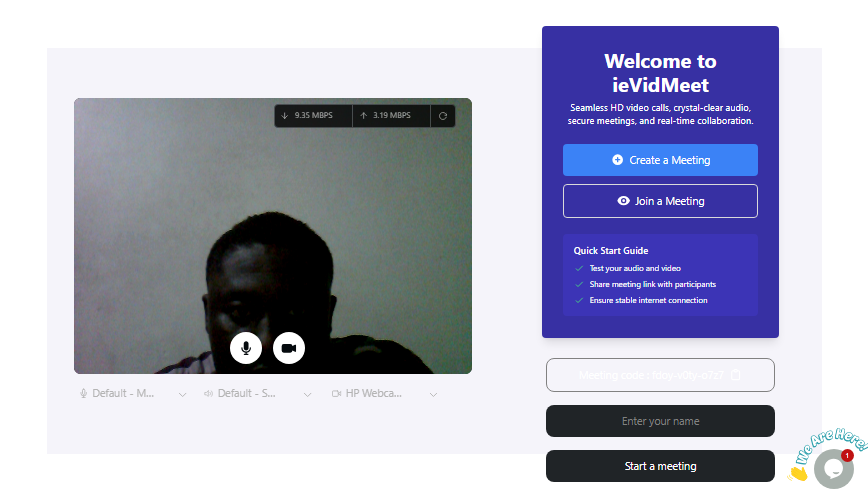 9.35 MBPS
3.19 MBPS
Default - M...
Default - S...
HP Webca...
Welcome to
ieVidMeet
Seamless HD video calls, crystal-clear audio,
secure meetings, and real-time collaboration.
Create a Meeting
Join a Meeting
Quick Start Guide
Test your audio and video
Share meeting link with participants
Ensure stable internet connection
Meeting code :
Enter your name
Start a meeting
We Are Here!
1